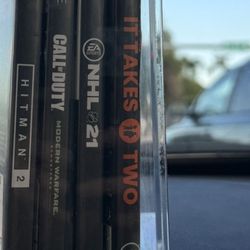 HITMAN 2
CALL OF DUTY
MODERN WARFARE
EA
NHL 21
IT TAKES TWO